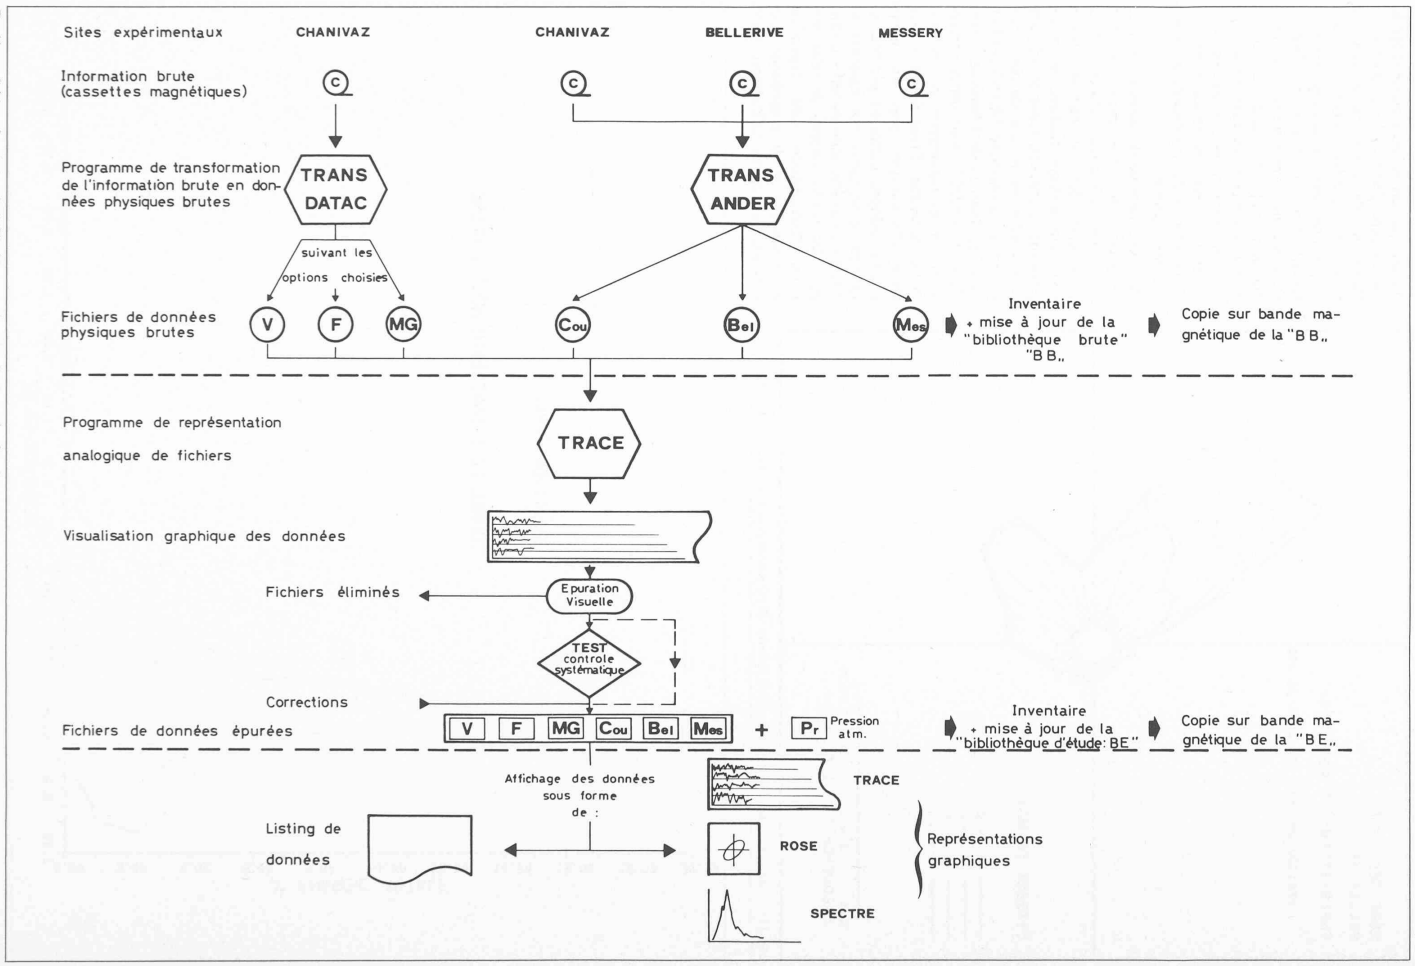 Sites expérimentaux
CHANIVAZ
CHANIVAZ
BELLERIVE
MESSERY
Information brute
(cassettes magnétiques)
C
C
C
C
Programme de transformation
de l'information brute en don-
nées physiques brutes
TRANS
DATAC
TRANS
ANDER
suivant les
options choisies
Fichiers de données
physiques brutes
V
F
MG
Cou
Bel
Mes
Inventaire
+ mise à jour de la
"bibliothèque brute"
"BB„
Copie sur bande ma-
gnétique de la "BB„
Programme de représentation
analogique de fichiers
TRACE
Visualisation graphique des données
Fichiers éliminés
Epuration
Visuelle
TEST
controle
systématique
Corrections
Fichiers de données épurées
V
F
MG
Cou
Bel
Mes
+
Pr
Pression
atm.
Inventaire
+ mise à jour de la
"bibliothèque d'étude: BE"
Copie sur bande ma-
gnétique de la "BE„
Affichage des données
sous forme
de :
Listing de
données
TRACE
ROSE
SPECTRE
Représentations
graphiques